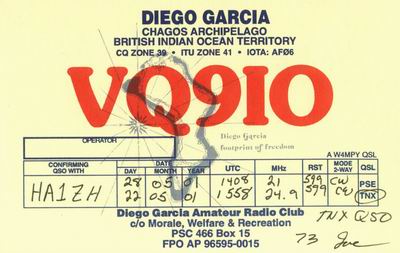 DIEGO GARCIA
CHAGOS ARCHIPELAGO
BRITISH INDIAN OCEAN TERRITORY
CQ ZONE 39 • ITU ZONE 41 • IOTA: AFØ6
VQ9IO
Diego Garcia
footprint of freedom
OPERATOR
A W4MPY QSL
CONFIRMING QSO WITH
DATE
DAY MONTH YEAR
UTC
MHz
RST
MODE 2-WAY
QSL
HA1ZH
28 05 01 1408 21 599 CW PSE
22 05 01 1558 24.9 599 CW TNX
Diego Garcia Amateur Radio Club
c/o Morale, Welfare & Recreation
PSC 466 Box 15
FPO AP 96595-0015
TNX QSO
73 Joe